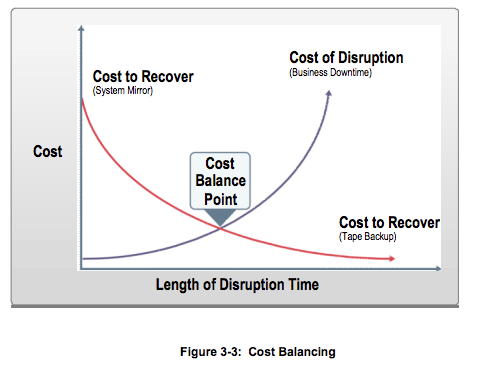 Cost of Disruption
(Business Downtime)
Cost to Recover
(System Mirror)
Cost
Cost
Balance
Point
Cost to Recover
(Tape Backup)
Length of Disruption Time
Figure 3-3: Cost Balancing